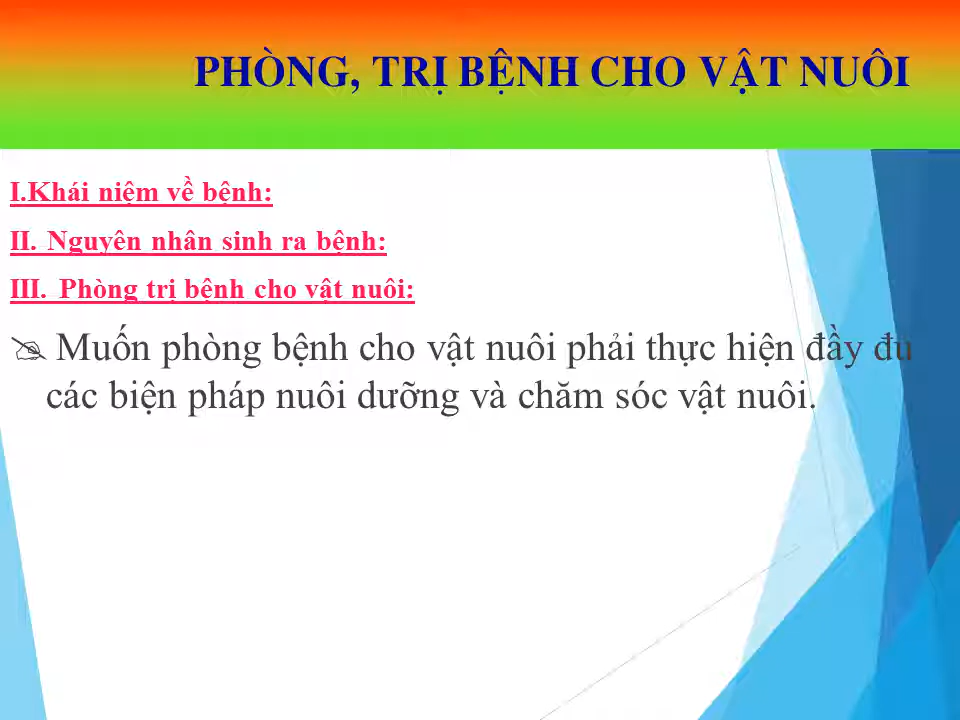 PHÒNG, TRỊ BỆNH CHO VẬT NUÔI
I.Khái niệm về bệnh:
II. Nguyên nhân sinh ra bệnh:
III. Phòng trị bệnh cho vật nuôi:
Muốn phòng bệnh cho vật nuôi phải thực hiện đầy đủ
các biện pháp nuôi dưỡng và chăm sóc vật nuôi.